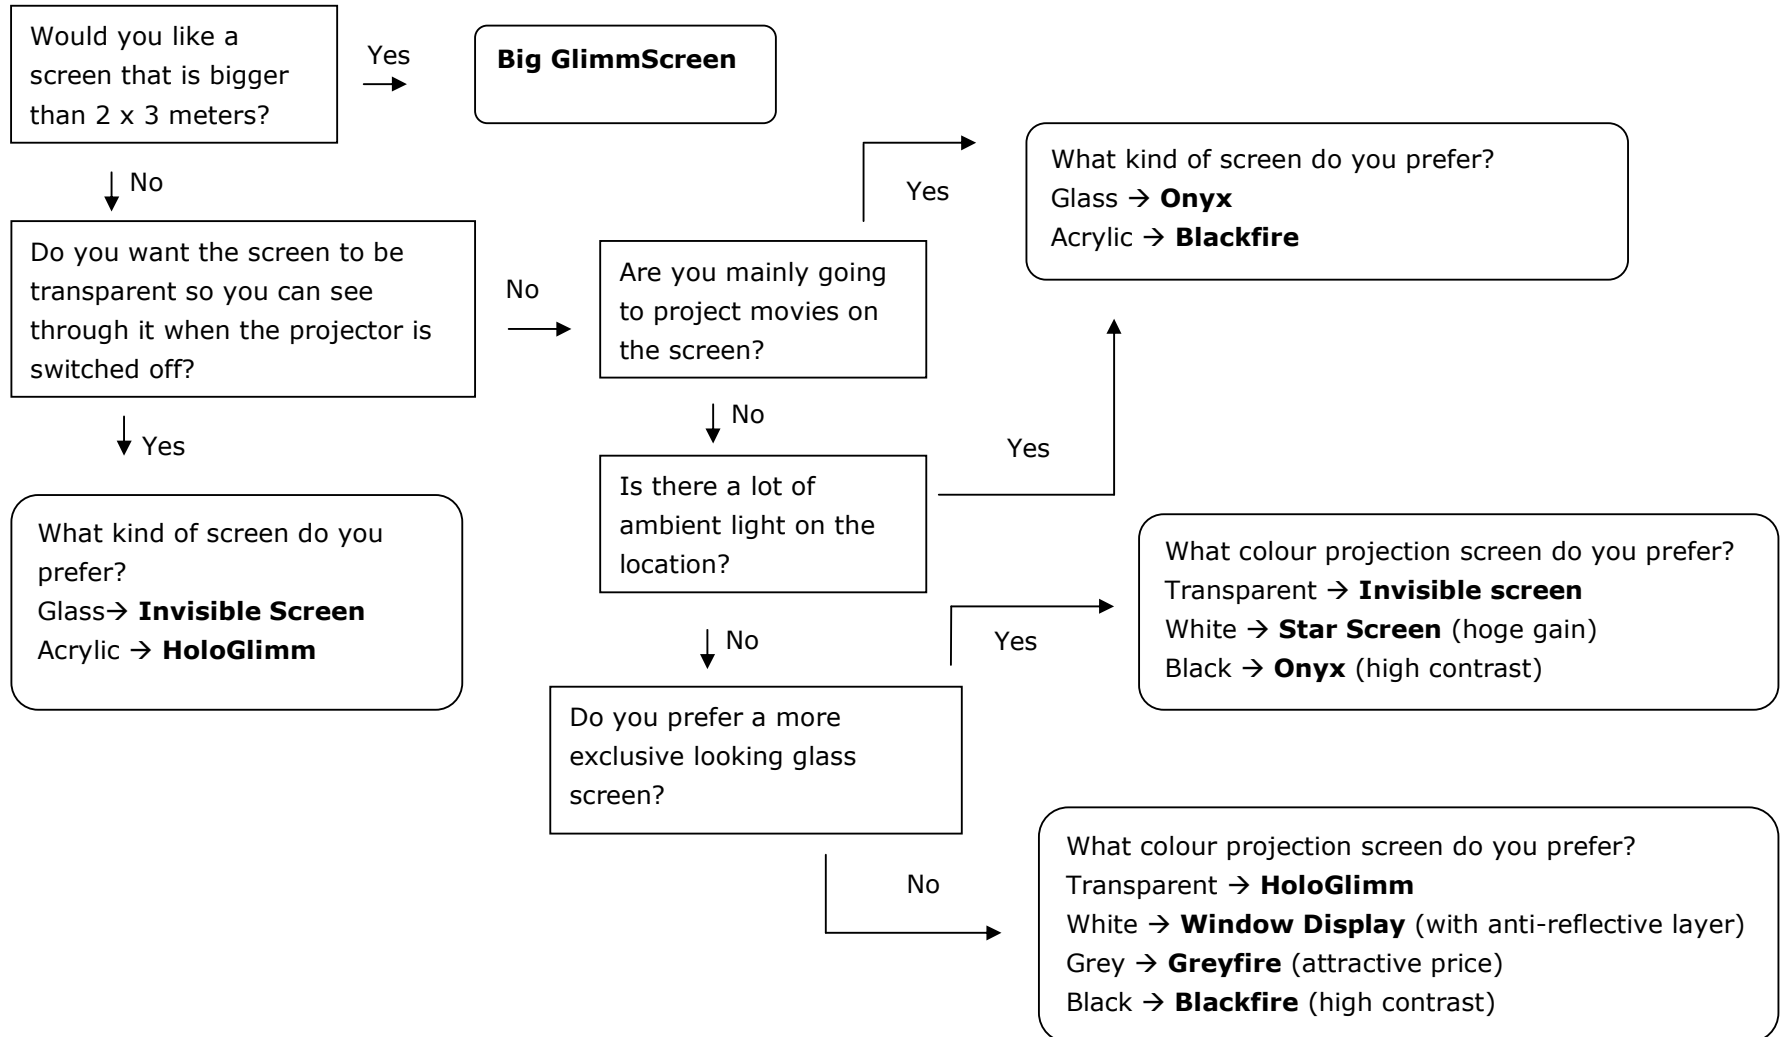 Would you like a
screen that is bigger
than 2 x 3 meters?
Yes
Big GlimmScreen
No
Do you want the screen to be
transparent so you can see
through it when the projector is
switched off?
Yes
What kind of screen do you
prefer?
Glass→ Invisible Screen
Acrylic → HoloGlimm
No
Are you mainly going
to project movies on
the screen?
Yes
What kind of screen do you prefer?
Glass → Onyx
Acrylic → Blackfire
No
Is there a lot of
ambient light on the
location?
Yes
No
Do you prefer a more
exclusive looking glass
screen?
Yes
What colour projection screen do you prefer?
Transparent → Invisible screen
White → Star Screen (hoge gain)
Black → Onyx (high contrast)
No
What colour projection screen do you prefer?
Transparent → HoloGlimm
White → Window Display (with anti-reflective layer)
Grey → Greyfire (attractive price)
Black → Blackfire (high contrast)